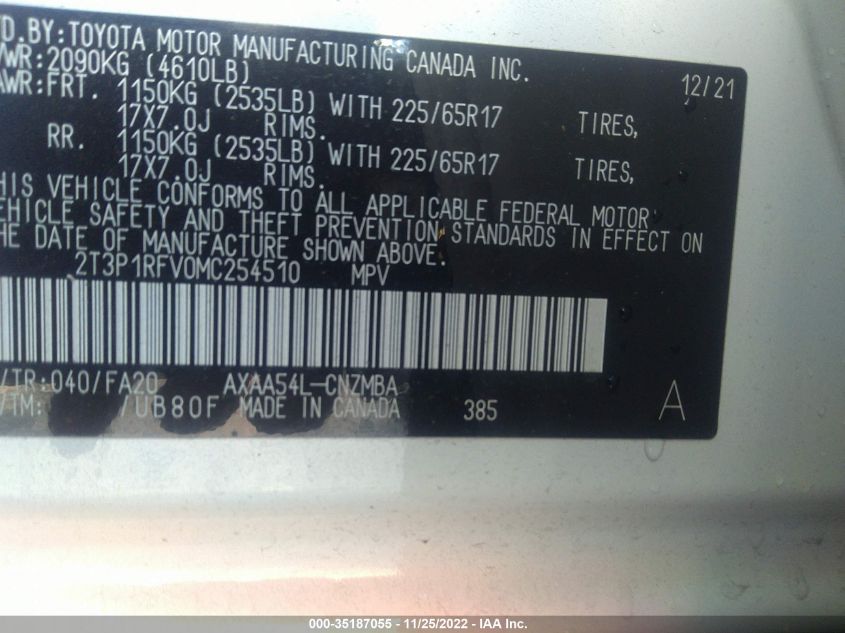 D.BY:TOYOTA MOTOR MANUFACTURING CANADA INC.
VWR:2090KG (4610LB) 12/21
AWR:FRT. 1150KG (2535LB) WITH 225/65R17 TIRES,
17X7.0J RIMS.
RR. 1150KG (2535LB) WITH 225/65R17 TIRES,
17X7.0J RIMS.
HIS VEHICLE CONFORMS TO ALL APPLICABLE FEDERAL MOTOR
EHICLE SAFETY AND THEFT PREVENTION STANDARDS IN EFFECT ON
HE DATE OF MANUFACTURE SHOWN ABOVE.
2T3P1RFV0MC254510 MPV
/TR:040/FA20 AXAA54L-CNZMBA
/TM: /UB80F MADE IN CANADA 385 A
000-35187055 - 11/25/2022 - IAA Inc.